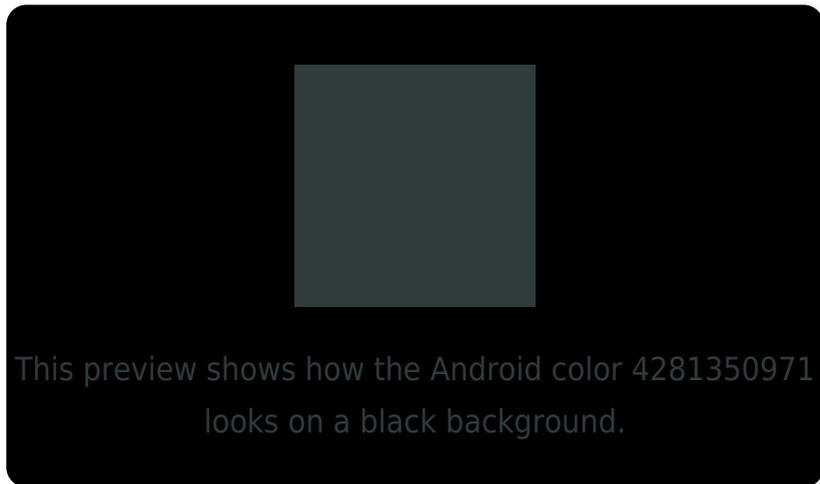 This preview shows how the Android color 4281350971
looks on a black background.